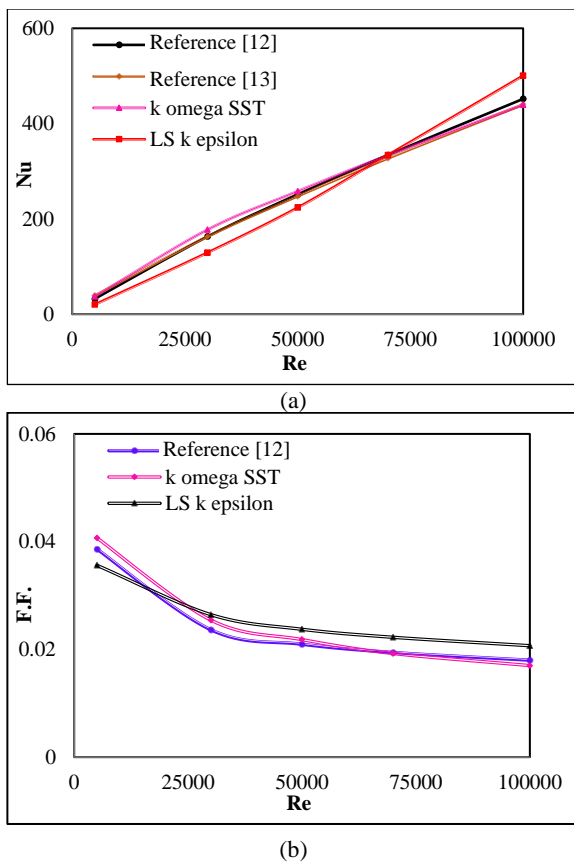 600
400
200
0
Nu
Reference [12]
Reference [13]
k omega SST
LS k epsilon
0 25000 50000 75000 100000
Re
(a)
0.06
0.04
0.02
0
F.F.
Reference [12]
k omega SST
LS k epsilon
0 25000 50000 75000 100000
Re
(b)